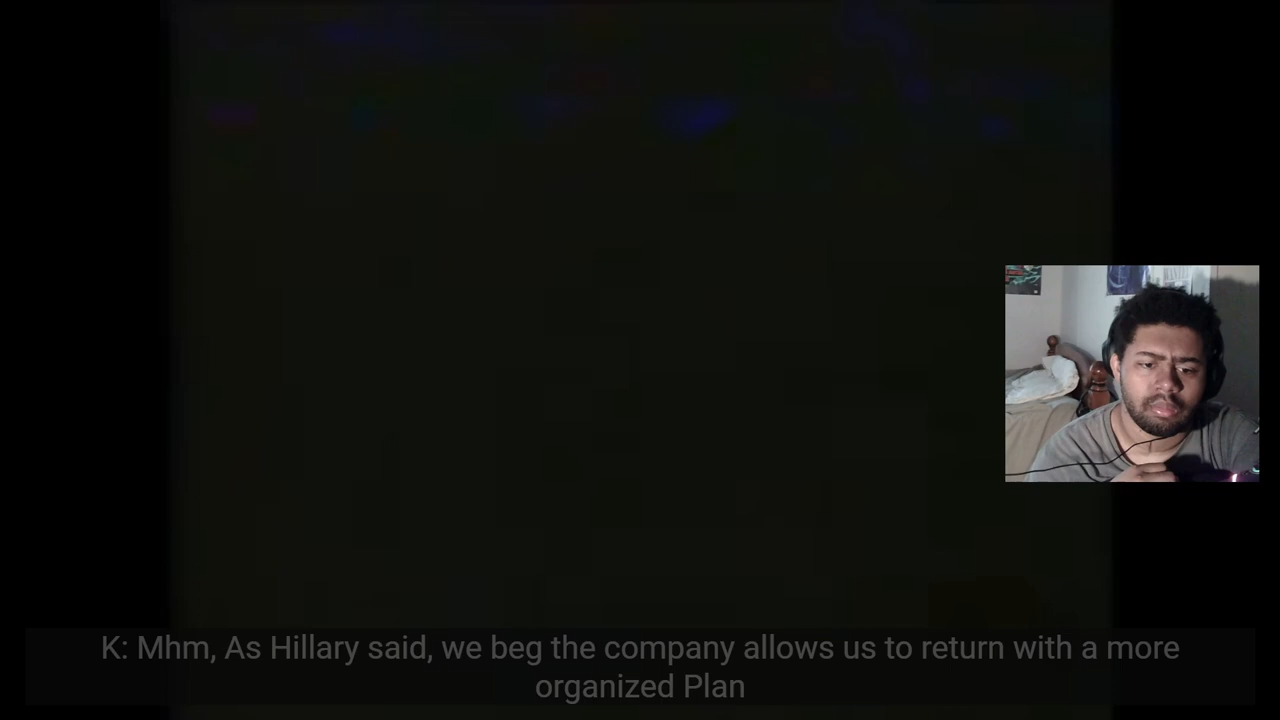 K: Mhm, As Hillary said, we beg the company allows us to return with a more
organized Plan